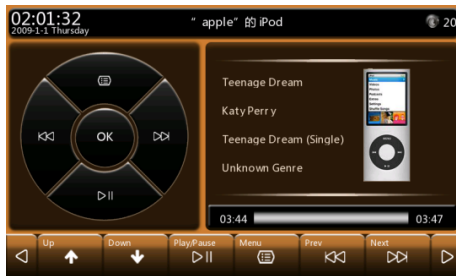 02:01:32
2009-1-1 Thursday
“ apple” 的 iPod
20
OK
Teenage Dream
Katy Perr y
Teenage Dream (Single)
Unknown Genre
03:44
03:47
Up
Down
Play/Pause
Menu
Prev
Next